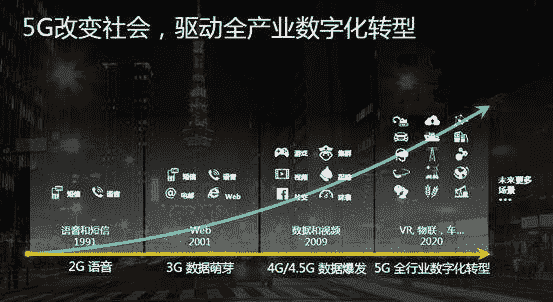 5G改变社会，驱动全产业数字化转型
短信 语音
语音和短信
1991
2G 语音
短信 语音
电邮 Web
Web
2001
3G 数据萌芽
游戏 集群
视频
社交
数据和视频
2009
4G/4.5G 数据爆发
VR, 物联，车...
2020
5G 全行业数字化转型
未来更多
场景
...